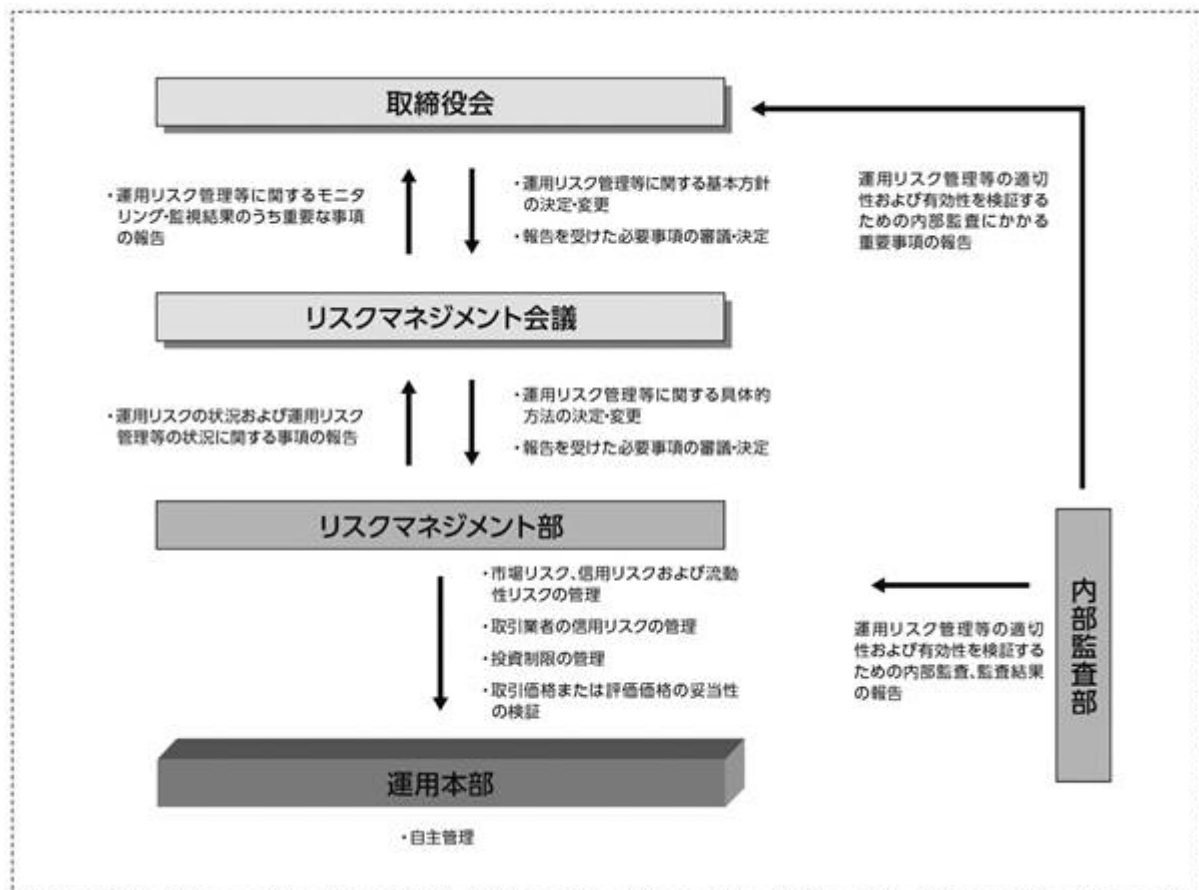 取締役会
・運用リスク管理等に関するモニタ
リング・監視結果のうち重要な事項
の報告
・運用リスク管理等に関する基本方針
の決定・変更
・報告を受けた必要事項の審議・決定
運用リスク管理等の適切
性および有効性を検証する
ための内部監査にかかる
重要事項の報告
リスクマネジメント会議
・運用リスクの状況および運用リスク
管理等の状況に関する事項の報告
・運用リスク管理等に関する具体的
方法の決定・変更
・報告を受けた必要事項の審議・決定
リスクマネジメント部
・市場リスク、信用リスクおよび流動
性リスクの管理
・取引業者の信用リスクの管理
・投資制限の管理
・取引価格または評価価格の妥当性
の検証
運用リスク管理等の適切
性および有効性を検証する
ための内部監査、監査結果
の報告
内部監査部
運用本部
・自主管理